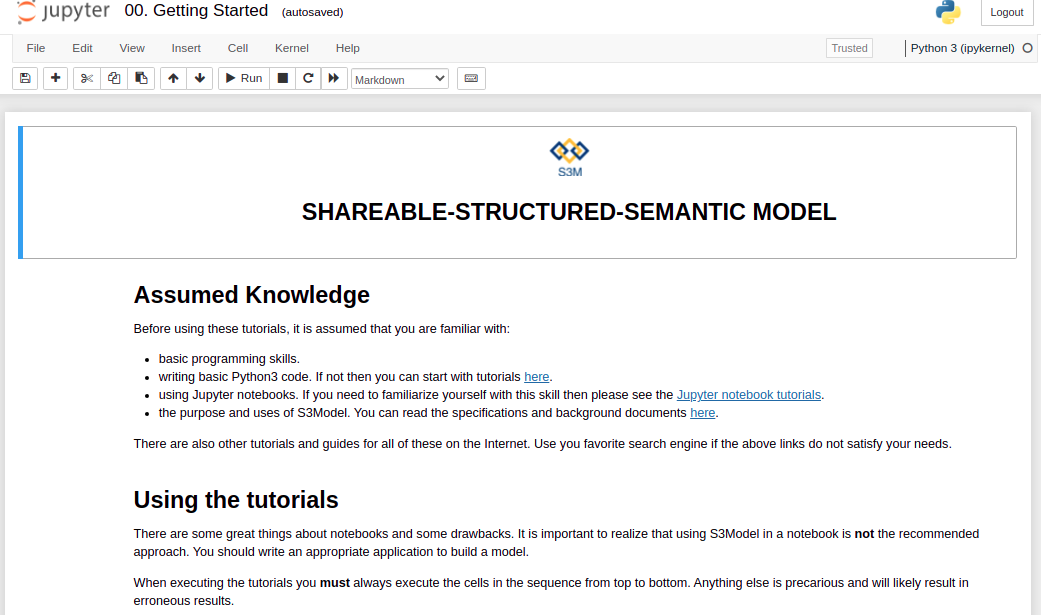 jupyter 00. Getting Started (autosaved) Logout
File Edit View Insert Cell Kernel Help Trusted Python 3 (ipykernel)
Run Markdown
S3M
SHAREABLE-STRUCTURED-SEMANTIC MODEL
Assumed Knowledge
Before using these tutorials, it is assumed that you are familiar with:
basic programming skills.
writing basic Python3 code. If not then you can start with tutorials here.
using Jupyter notebooks. If you need to familiarize yourself with this skill then please see the Jupyter notebook tutorials.
the purpose and uses of S3Model. You can read the specifications and background documents here.
There are also other tutorials and guides for all of these on the Internet. Use you favorite search engine if the above links do not satisfy your needs.
Using the tutorials
There are some great things about notebooks and some drawbacks. It is important to realize that using S3Model in a notebook is not the recommended
approach. You should write an appropriate application to build a model.
When executing the tutorials you must always execute the cells in the sequence from top to bottom. Anything else is precarious and will likely result in
erroneous results.